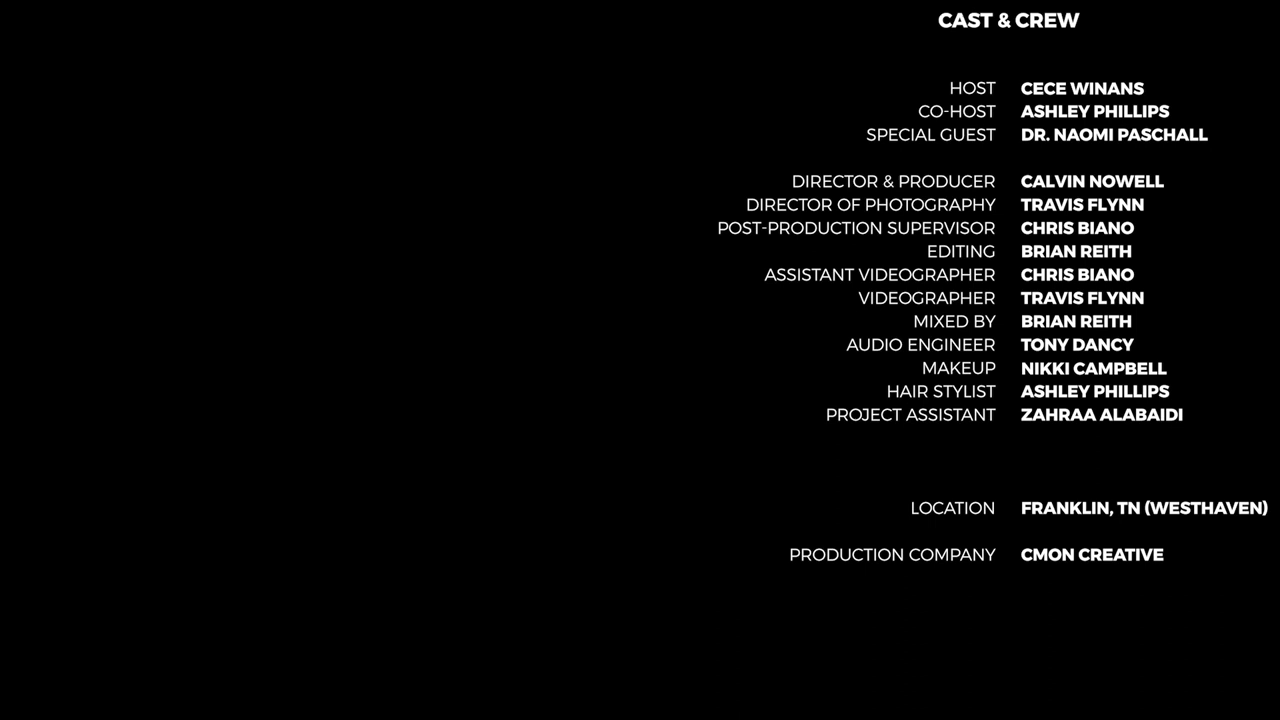 CAST & CREW
HOST CECE WINANS
CO-HOST ASHLEY PHILLIPS
SPECIAL GUEST DR. NAOMI PASCHALL
DIRECTOR & PRODUCER CALVIN NOWELL
DIRECTOR OF PHOTOGRAPHY TRAVIS FLYNN
POST-PRODUCTION SUPERVISOR CHRIS BIANO
EDITING BRIAN REITH
ASSISTANT VIDEOGRAPHER CHRIS BIANO
VIDEOGRAPHER TRAVIS FLYNN
MIXED BY BRIAN REITH
AUDIO ENGINEER TONY DANCY
MAKEUP NIKKI CAMPBELL
HAIR STYLIST ASHLEY PHILLIPS
PROJECT ASSISTANT ZAHRAA ALABAIDI
LOCATION FRANKLIN, TN (WESTHAVEN)
PRODUCTION COMPANY CMON CREATIVE